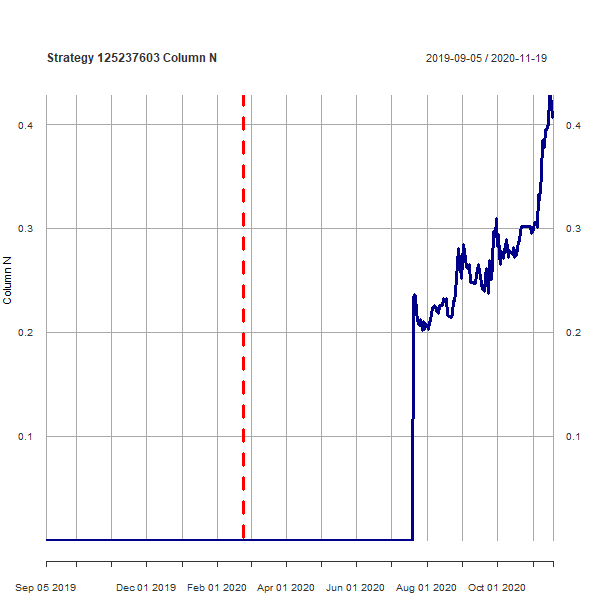 Strategy 125237603 Column N
2019-09-05 / 2020-11-19
0.4
0.4
0.3
0.3
Column N
0.2
0.2
0.1
0.1
Sep 05 2019
Dec 01 2019
Feb 01 2020
Apr 01 2020
Jun 01 2020
Aug 01 2020
Oct 01 2020